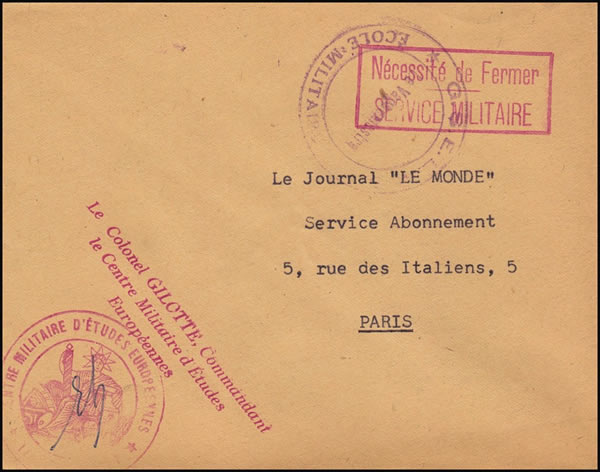 ECOLE MILITAIRE
Nécessité de Fermer
SERVICE MILITAIRE
Le Journal "LE MONDE"
Service Abonnement
5, rue des Italiens, 5
PARIS
Le Colonel GILOTTE, Commandant
le Centre Militaire d'Études
Européennes
CENTRE MILITAIRE D'ÉTUDES EUROPÉENNES